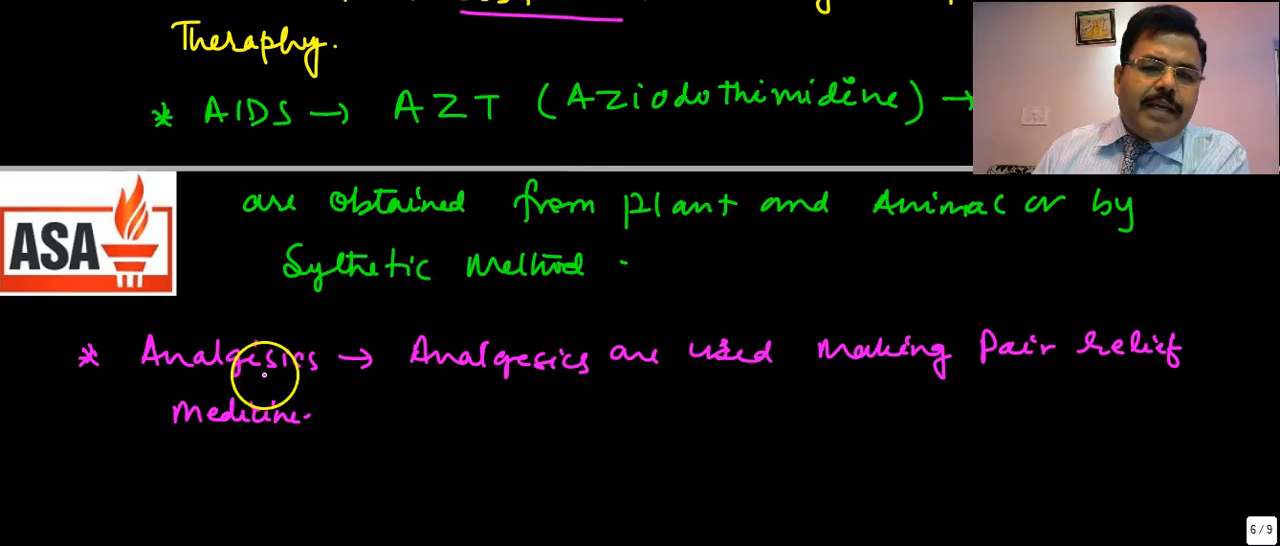 Theraphy.
* AIDS → AZT (Aziodothimidine) →
ASA
are obtained from plant and Animal or by
Sythetic Method.
* Analgisics → Analgesics are used making Pain relief
Medicine.
6/9